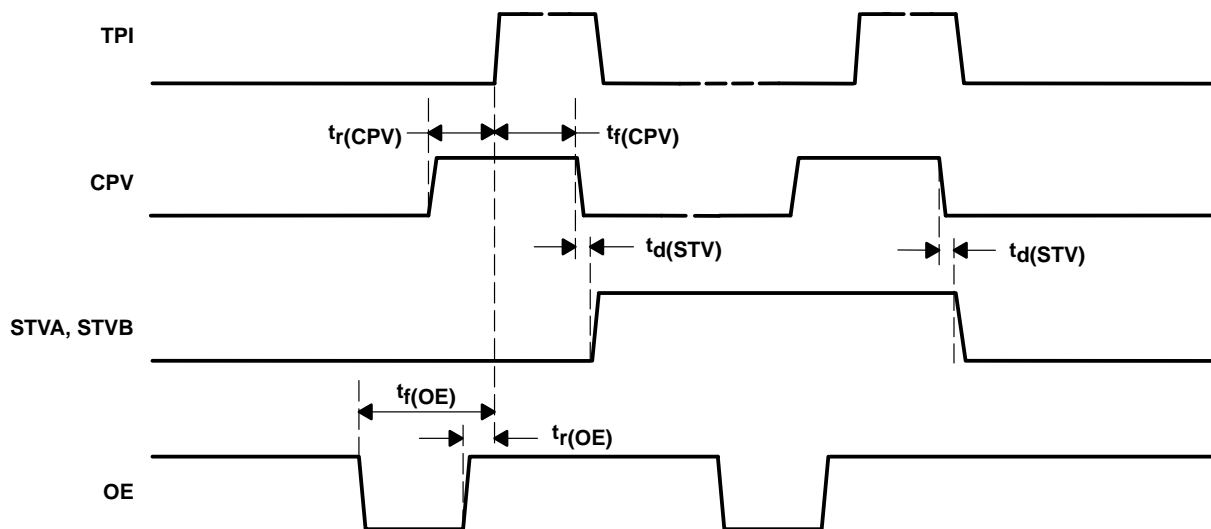 TPI
tr(CPV)
tf(CPV)
CPV
td(STV)
td(STV)
STVA, STVB
tf(OE)
tr(OE)
OE